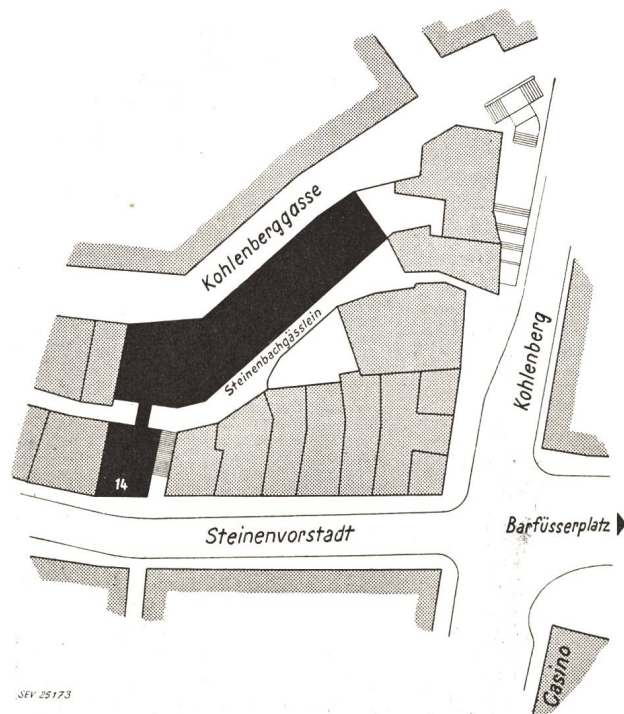 Kohlenberggasse
Steinenbachgässlein
Kohlenberg
14
Steinenvorstadt
Barfüsserplatz
Casino
SEV 25173